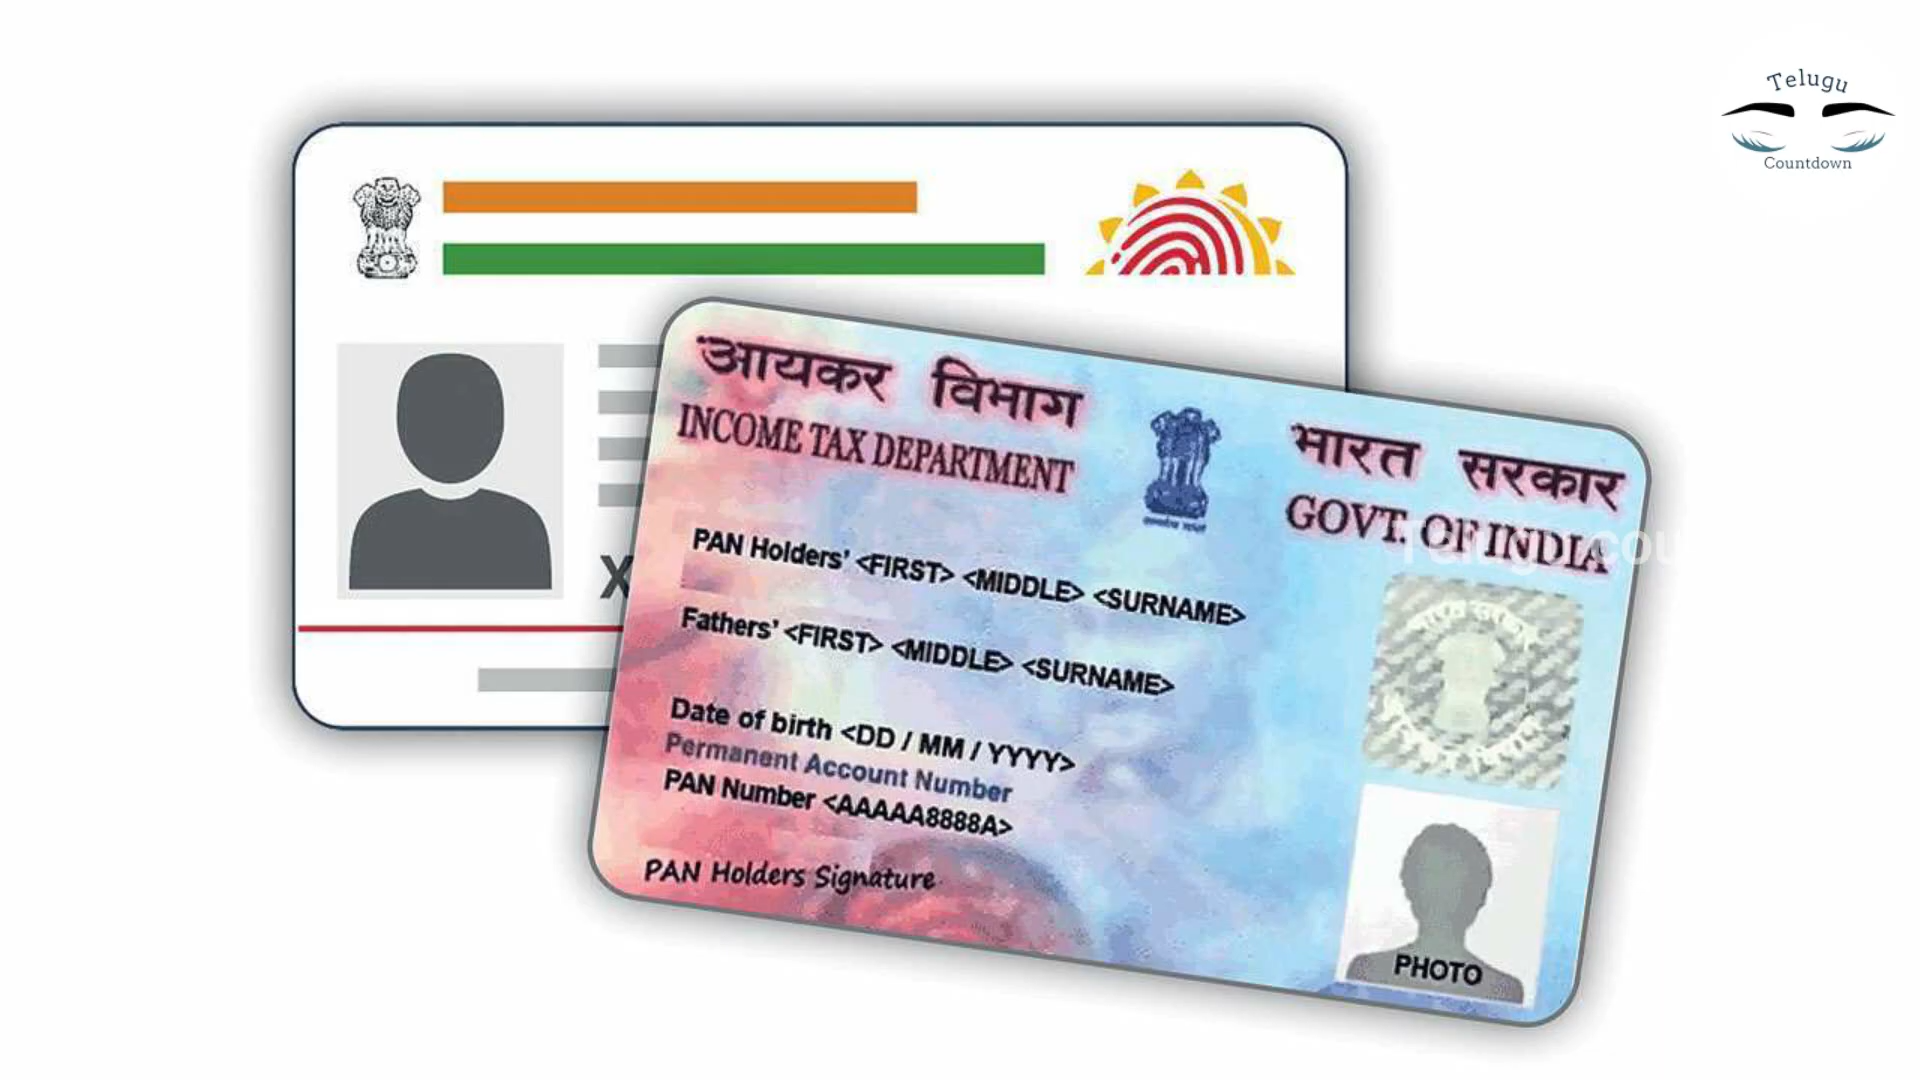 Telugu
Countdown
आयकर विभाग
INCOME TAX DEPARTMENT
भारत सरकार
GOVT. OF INDIA
PAN Holders' <FIRST> <MIDDLE> <SURNAME>
Fathers' <FIRST> <MIDDLE> <SURNAME>
Date of birth <DD / MM / YYYY>
Permanent Account Number
PAN Number <AAAAA8888A>
PAN Holders Signature
PHOTO
X